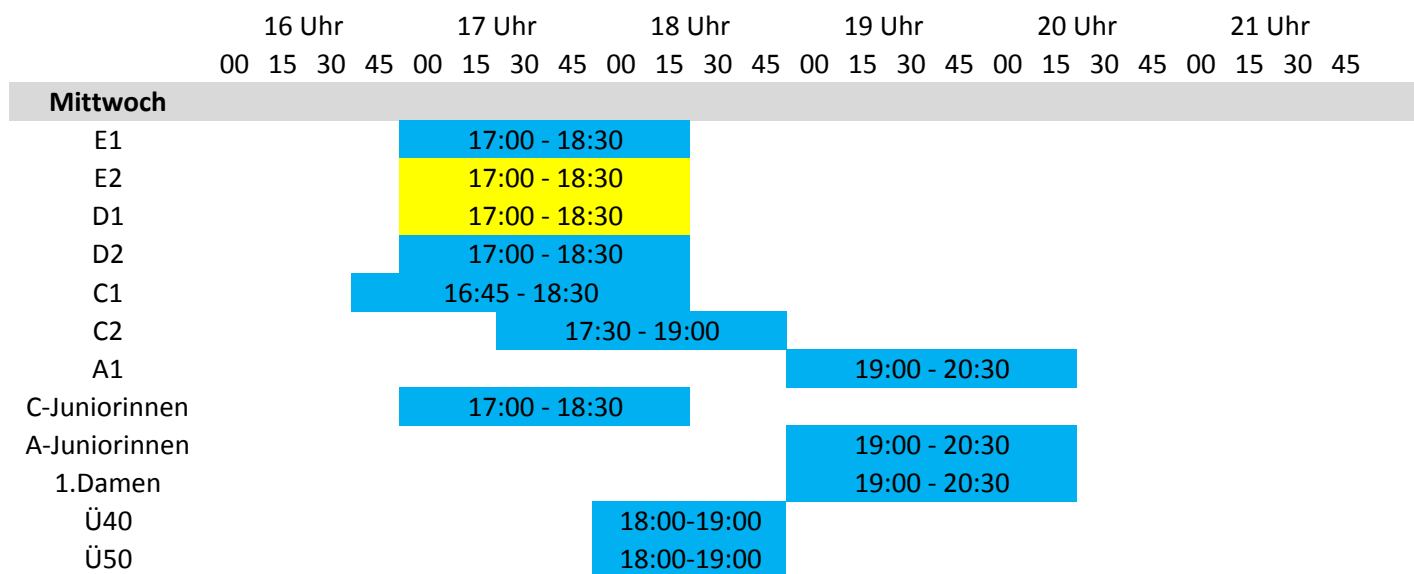 16 Uhr 17 Uhr 18 Uhr 19 Uhr 20 Uhr 21 Uhr
00 15 30 45 00 15 30 45 00 15 30 45 00 15 30 45 00 15 30 45 00 15 30 45
Mittwoch
E1 17:00 - 18:30
E2 17:00 - 18:30
D1 17:00 - 18:30
D2 17:00 - 18:30
C1 16:45 - 18:30
C2 17:30 - 19:00
A1 19:00 - 20:30
C-Juniorinnen 17:00 - 18:30
A-Juniorinnen 19:00 - 20:30
1.Damen 19:00 - 20:30
Ü40 18:00-19:00
Ü50 18:00-19:00